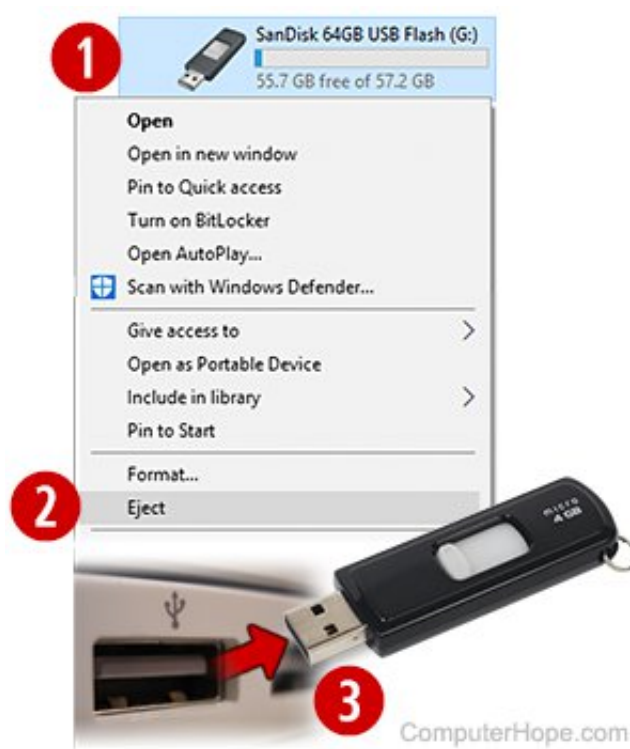 1
SanDisk 64GB USB Flash (G:)
55.7 GB free of 57.2 GB
Open
Open in new window
Pin to Quick access
Turn on BitLocker
Open AutoPlay...
Scan with Windows Defender...
Give access to
Open as Portable Device
Include in library
Pin to Start
Format...
2
Eject
micro
4 GB
3
ComputerHope.com